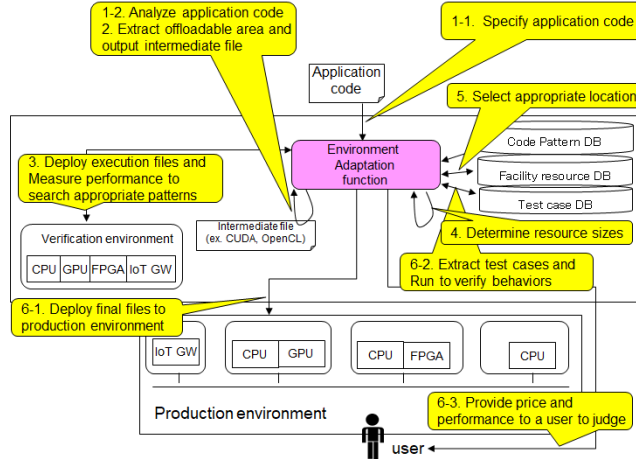 1-2. Analyze application code
2. Extract offloadable area and
output intermediate file
1-1.  Specify application code
Application
code
5. Select appropriate location
Environment
Adaptation
function
Code Pattern DB
Facility resource DB
Test case DB
3. Deploy execution files and
Measure performance to
search appropriate patterns
Intermediate file
(ex. CUDA, OpenCL)
4. Determine resource sizes
Verification environment
CPU GPU FPGA IoT GW
6-2. Extract test cases and
Run to verify behaviors
6-1. Deploy final files to
production environment
IoT GW
CPU GPU
CPU FPGA
CPU
Production environment
6-3. Provide price and
performance to a user to judge
user